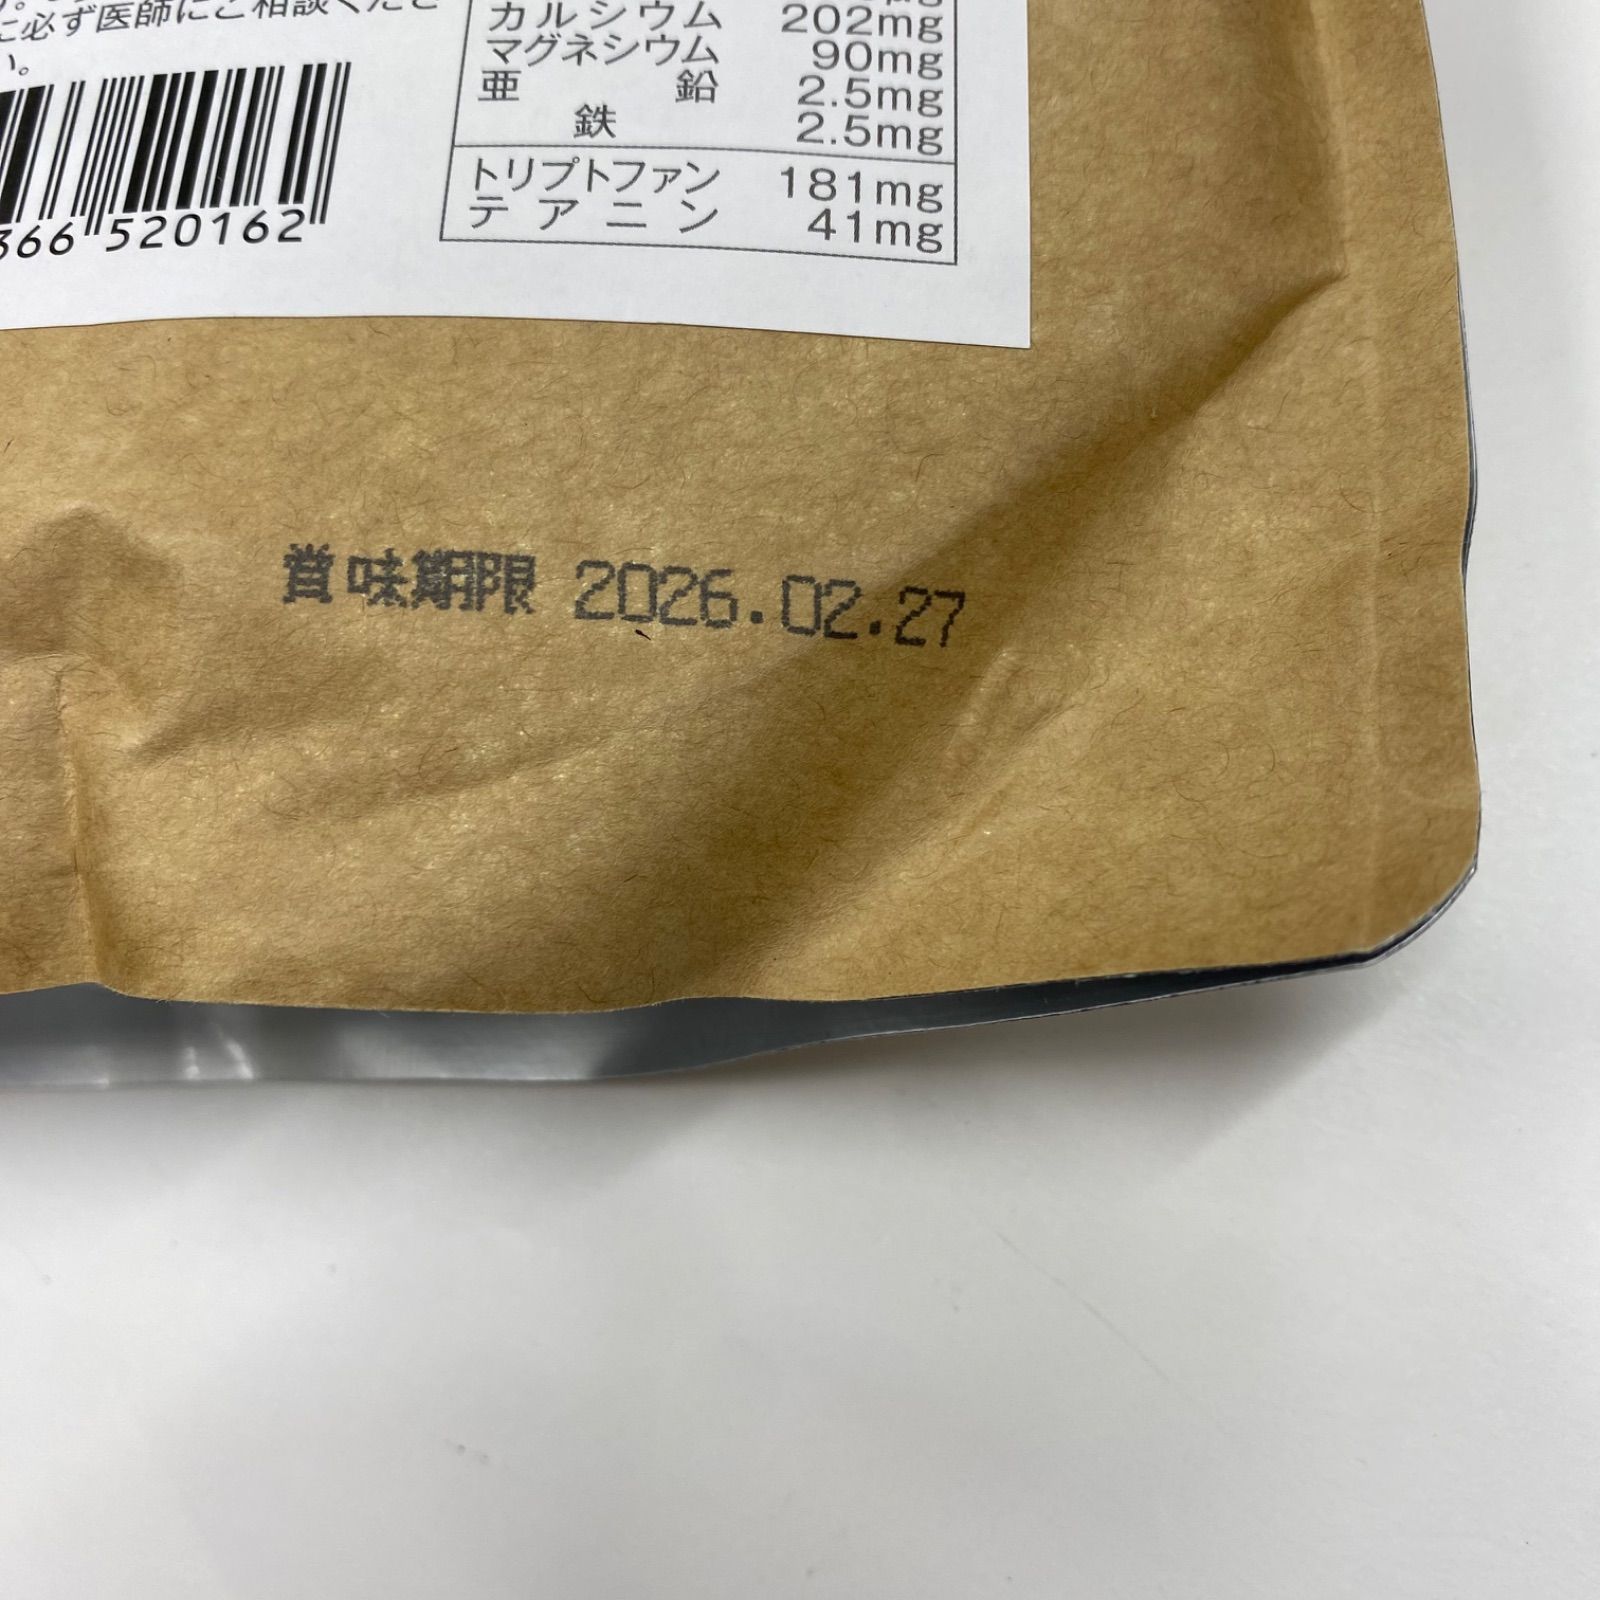 に必ず医師にご相談くださ
い。
366 520162
カルシウム 202mg
マグネシウム 90mg
亜鉛 2.5mg
鉄 2.5mg
トリプトファン 181mg
テアニン 41mg
賞味期限 2026.02.27